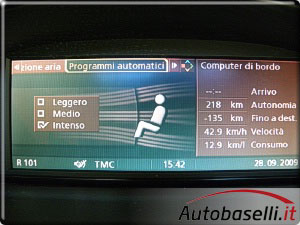 zione aria
Programmi automatici
Leggero
Medio
Intenso
Computer di bordo
--.-- Arrivo
218 km Autonomia
-135 km Fino a dest.
42.9 km/h Velocità
12.9 km/l Consumo
R 101
TMC
15.42
28.09.2009
Autobaselli.it